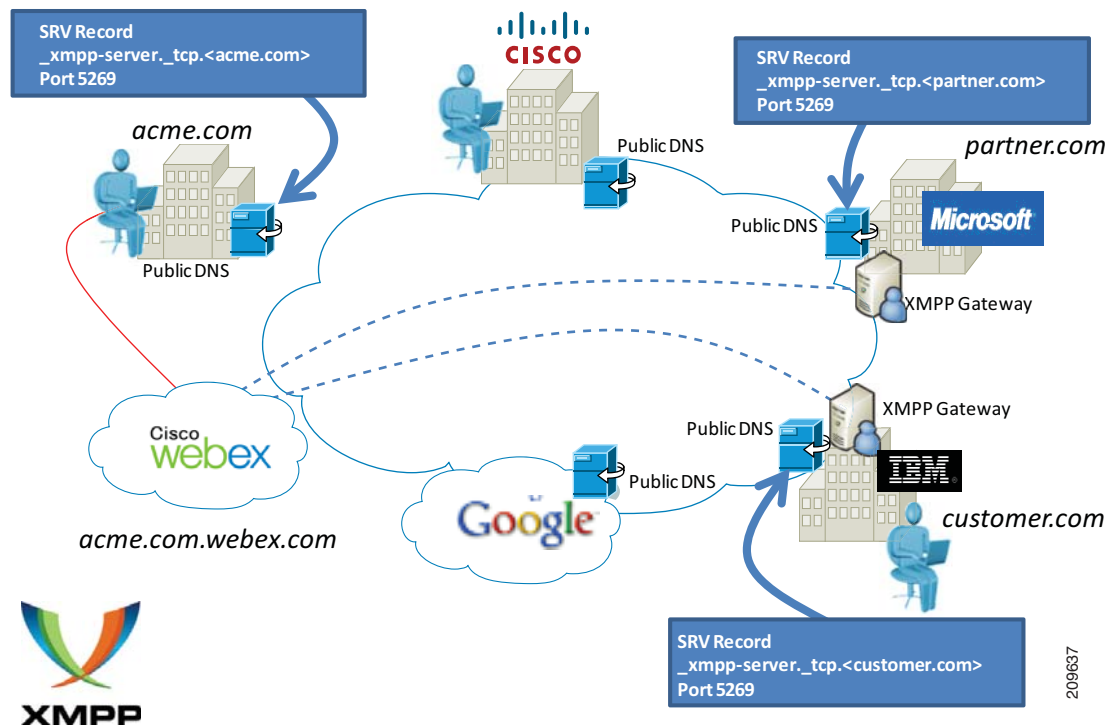 SRV Record
_xmpp-server._tcp.<acme.com>
Port 5269
CISCO
SRV Record
_xmpp-server._tcp.<partner.com>
Port 5269
acme.com
partner.com
Public DNS
Microsoft
Public DNS
Public DNS
XMPP Gateway
XMPP Gateway
Cisco
webex
Public DNS
IBM
Public DNS
Google
customer.com
acme.com.webex.com
SRV Record
_xmpp-server._tcp.<customer.com>
Port 5269
209637
XMPP